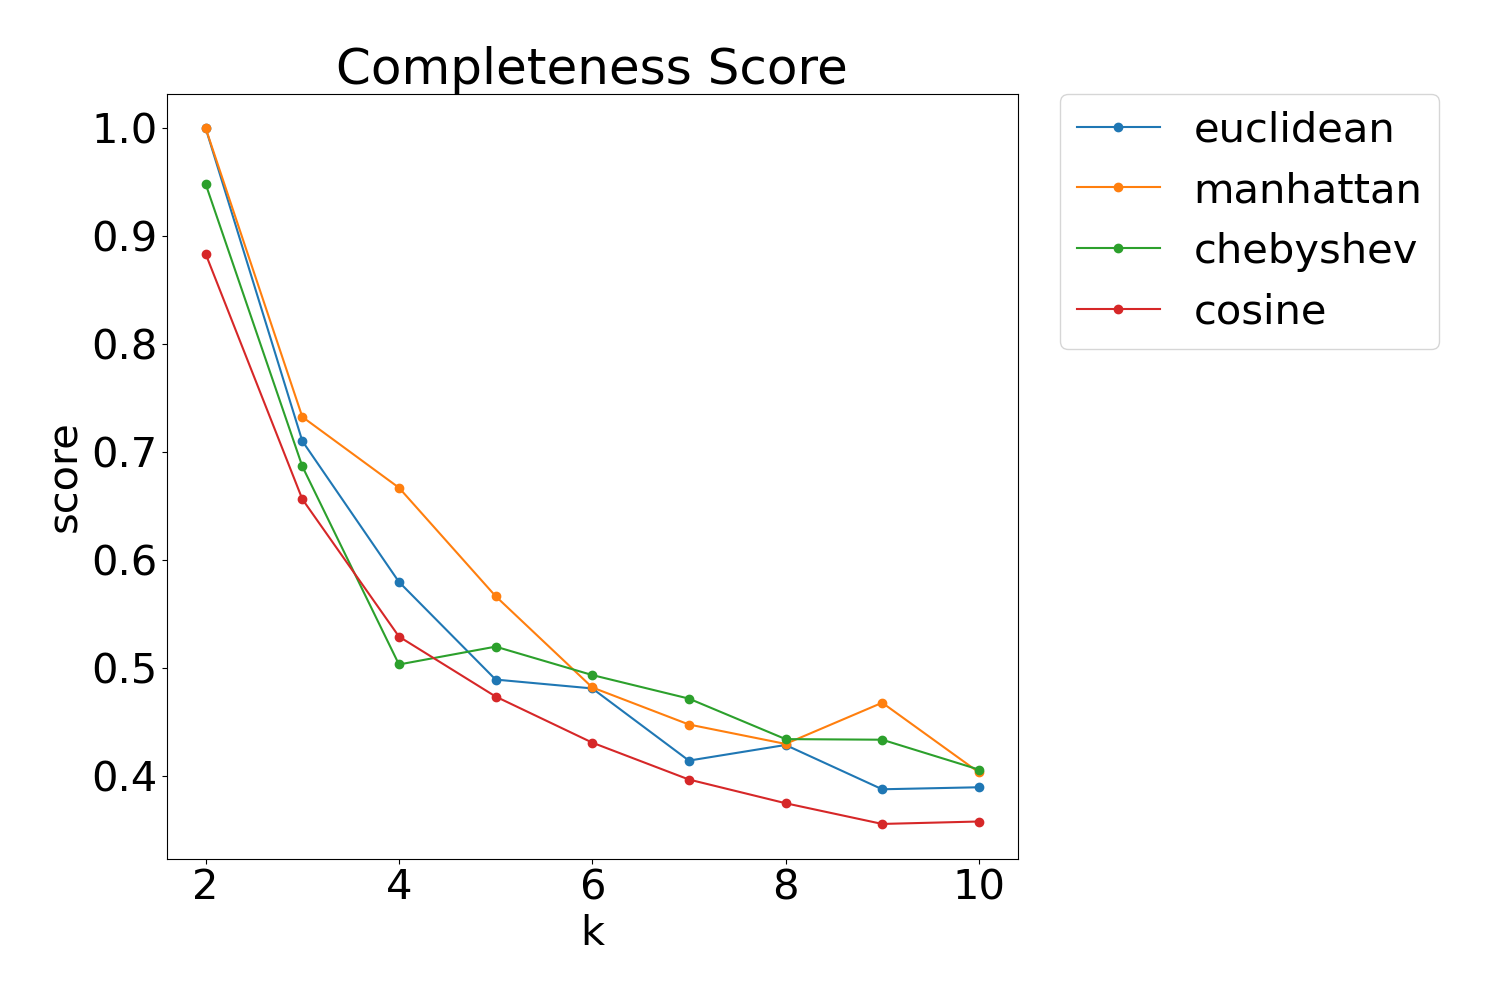 Completeness Score
1.0
0.9
0.8
0.7
0.6
0.5
0.4
score
2 4 6 8 10
k
euclidean
manhattan
chebyshev
cosine